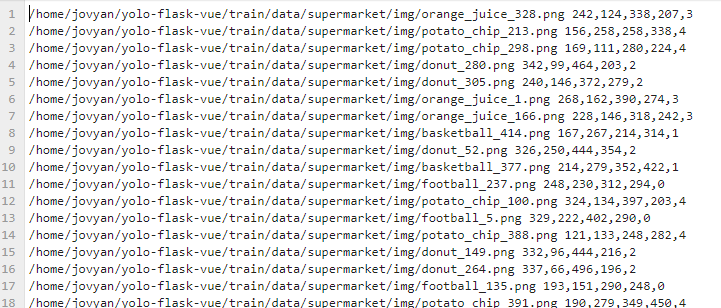 1 /home/jovyan/yolo-flask-vue/train/data/supermarket/img/orange_juice_328.png 242,124,338,207,3
2 /home/jovyan/yolo-flask-vue/train/data/supermarket/img/potato_chip_213.png 156,258,258,338,4
3 /home/jovyan/yolo-flask-vue/train/data/supermarket/img/potato_chip_298.png 169,111,280,224,4
4 /home/jovyan/yolo-flask-vue/train/data/supermarket/img/donut_280.png 342,99,464,203,2
5 /home/jovyan/yolo-flask-vue/train/data/supermarket/img/donut_305.png 240,146,372,279,2
6 /home/jovyan/yolo-flask-vue/train/data/supermarket/img/orange_juice_1.png 268,162,390,274,3
7 /home/jovyan/yolo-flask-vue/train/data/supermarket/img/orange_juice_166.png 228,146,318,242,3
8 /home/jovyan/yolo-flask-vue/train/data/supermarket/img/basketball_414.png 167,267,214,314,1
9 /home/jovyan/yolo-flask-vue/train/data/supermarket/img/donut_52.png 326,250,444,354,2
10 /home/jovyan/yolo-flask-vue/train/data/supermarket/img/basketball_377.png 214,279,352,422,1
11 /home/jovyan/yolo-flask-vue/train/data/supermarket/img/football_237.png 248,230,312,294,0
12 /home/jovyan/yolo-flask-vue/train/data/supermarket/img/potato_chip_100.png 324,134,397,203,4
13 /home/jovyan/yolo-flask-vue/train/data/supermarket/img/football_5.png 329,222,402,290,0
14 /home/jovyan/yolo-flask-vue/train/data/supermarket/img/potato_chip_388.png 121,133,248,282,4
15 /home/jovyan/yolo-flask-vue/train/data/supermarket/img/donut_149.png 332,96,444,216,2
16 /home/jovyan/yolo-flask-vue/train/data/supermarket/img/donut_264.png 337,66,496,196,2
17 /home/jovyan/yolo-flask-vue/train/data/supermarket/img/football_135.png 193,151,290,248,0
18 /home/jovyan/yolo-flask-vue/train/data/supermarket/img/potato_chip_391.png 190,279,349,450,4